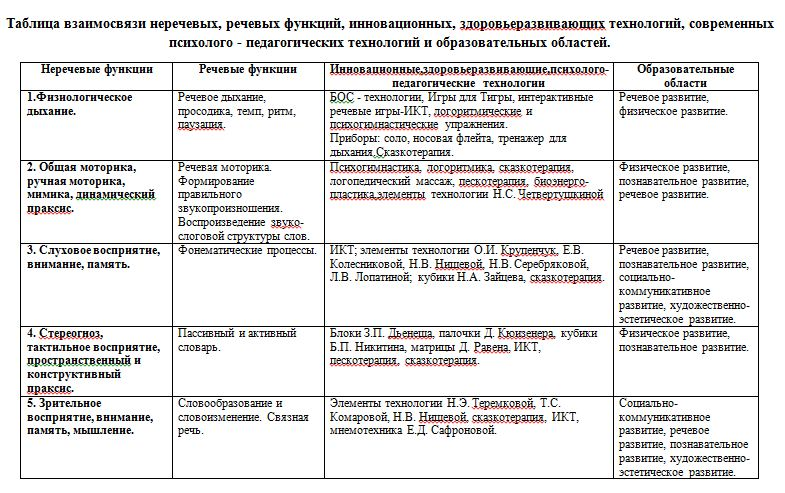 Таблица взаимосвязи неречевых, речевых функций, инновационных, здоровьеразвивающих технологий, современных
психолого - педагогических технологий и образовательных областей.
Неречевые функции
Речевые функции
Инновационные,здоровьеразвивающие,психолого-
педагогические технологии
Образовательные
области
1.Физиологическое
дыхание.
Речевое дыхание,
просодика, темп, ритм,
паузация.
БОС - технологии, Игры для Тигры, интерактивные
речевые игры-ИКТ, логоритмические и
психогимнастические упражнения.
Приборы: соло, носовая флейта, тренажер для
дыхания,Сказкотерапия.
Речевое развитие,
физическое развитие.
2. Общая моторика,
ручная моторика,
мимика, динамический
праксис.
Речевая моторика.
Формирование
правильного
звукопроизношения.
Воспроизведение звуко-
слоговой структуры слов.
Психогимнастика, логоритмика, сказкотерапия,
логопедический массаж, пескотерапия, биоэнерго-
пластика,элементы технологии Н.С. Четвертушкиной
Физическое развитие,
познавательное развитие,
речевое развитие.
3. Слуховое восприятие,
внимание, память.
Фонематические процессы.
ИКТ; элементы технологии О.И. Крупенчук, Е.В.
Колесниковой, Н.В. Нищевой, Н.В. Серебряковой,
Л.В. Лопатиной; кубики Н.А. Зайцева, сказкотерапия.
Речевое развитие,
познавательное развитие,
социально-
коммуникативное
развитие, художественно-
эстетическое развитие.
4. Стереогноз,
тактильное восприятие,
пространственный и
конструктивный
праксис.
Пассивный и активный
словарь.
Блоки З.П. Дьенеша, палочки Д. Кюизенера, кубики
Б.П. Никитина, матрицы Д. Равена, ИКТ,
пескотерапия, сказкотерапия.
Физическое развитие,
познавательное развитие.
5. Зрительное
восприятие, внимание,
память, мышление.
Словообразование и
словоизменение. Связная
речь.
Элементы технологии Н.Э. Теремковой, Т.С.
Комаровой, Н.В. Нищевой, сказкотерапия, ИКТ,
мнемотехника Е.Д. Сафроновой.
Социально-
коммуникативное
развитие, речевое
развитие, познавательное
развитие, художественно-
эстетическое развитие.